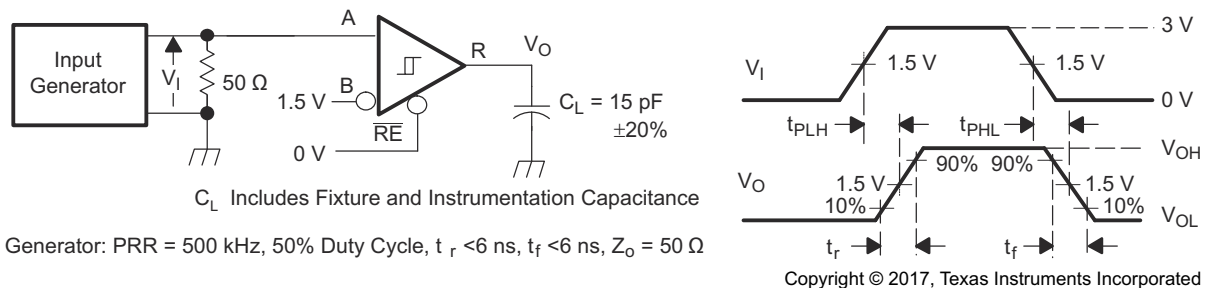 Input
Generator
V_I
50 Ω
A
B
1.5 V
0 V
RE
R
V_O
C_L = 15 pF
±20%
C_L Includes Fixture and Instrumentation Capacitance
Generator: PRR = 500 kHz, 50% Duty Cycle, t_r <6 ns, t_f <6 ns, Z_o = 50 Ω
V_I
3 V
1.5 V
1.5 V
0 V
t_PLH
t_PHL
V_O
V_OH
90%
90%
1.5 V
1.5 V
10%
10%
V_OL
t_r
t_f
Copyright © 2017, Texas Instruments Incorporated